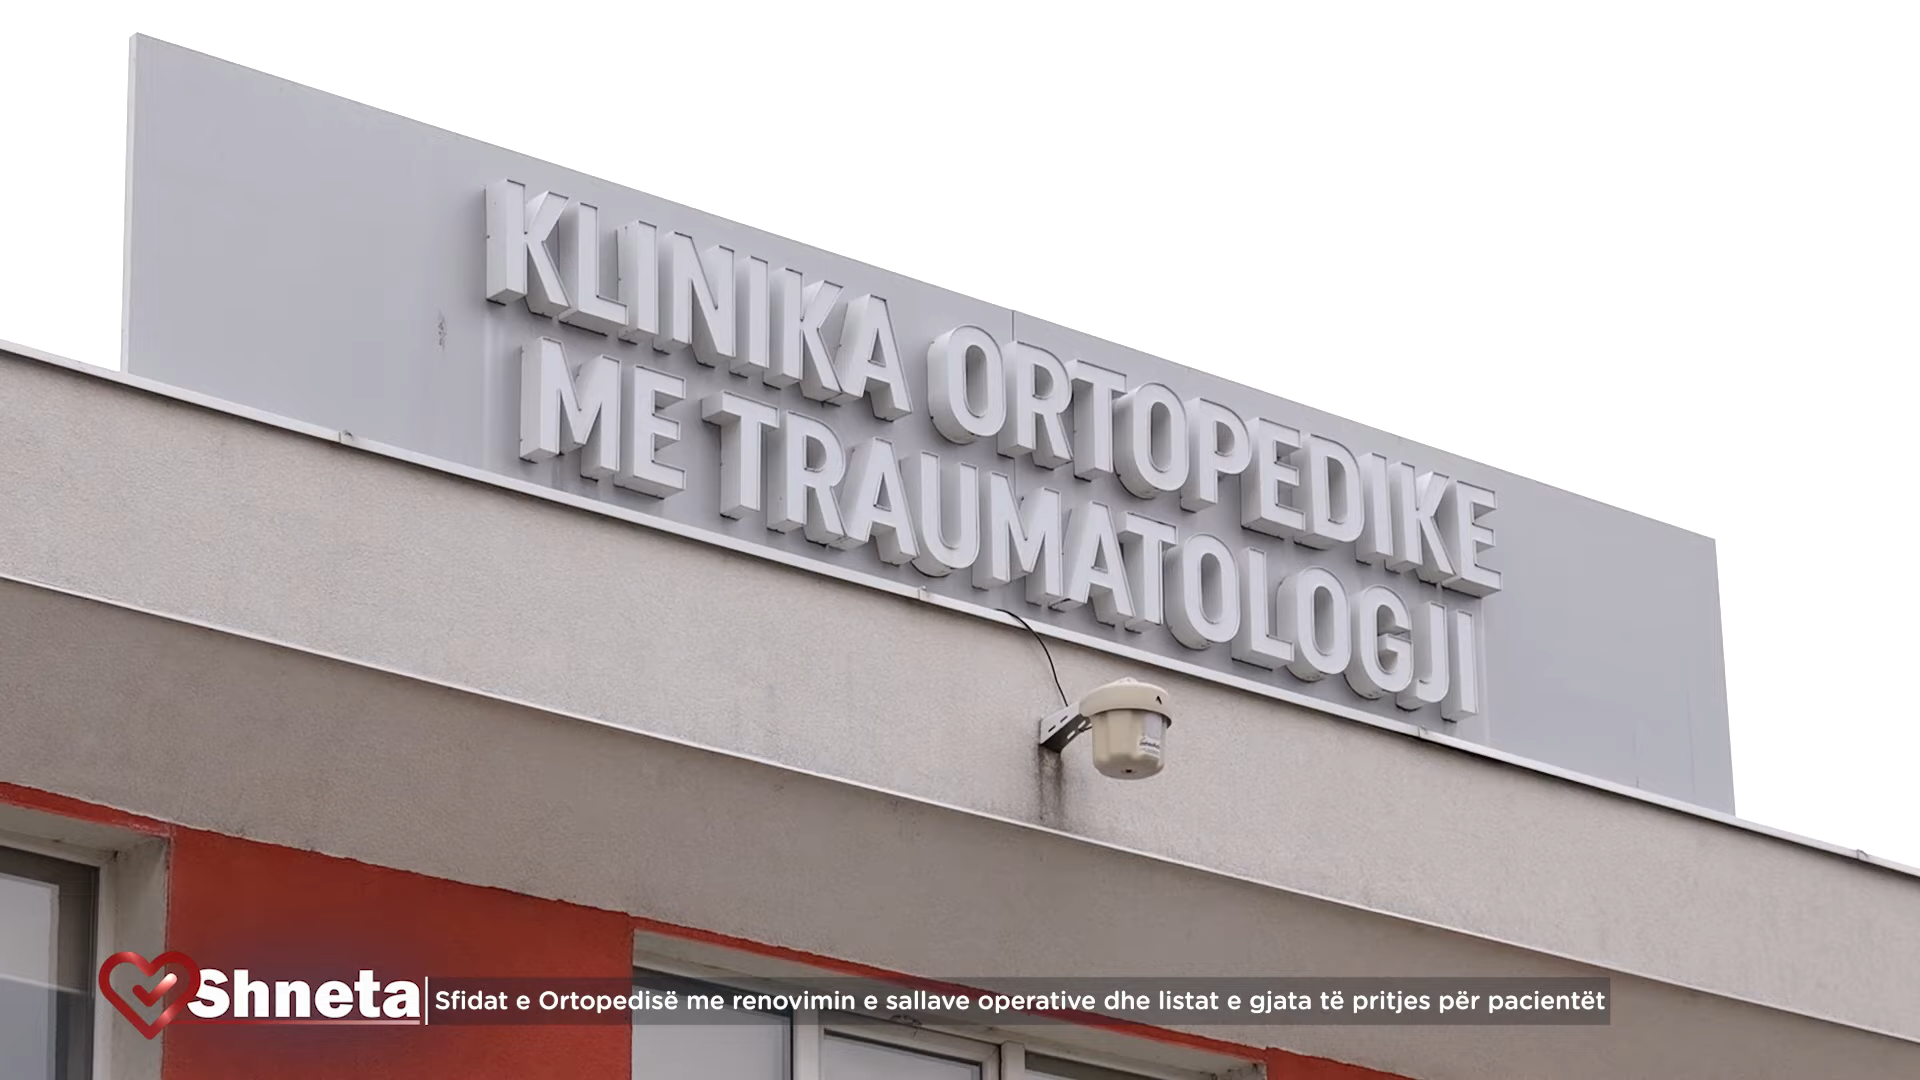 KLINIKA ORTOPEDIKE
ME TRAUMATOLOGJI
Shneta
Sfidat e Ortopedisë me renovimin e sallave operative dhe listat e gjata të pritjes për pacientët